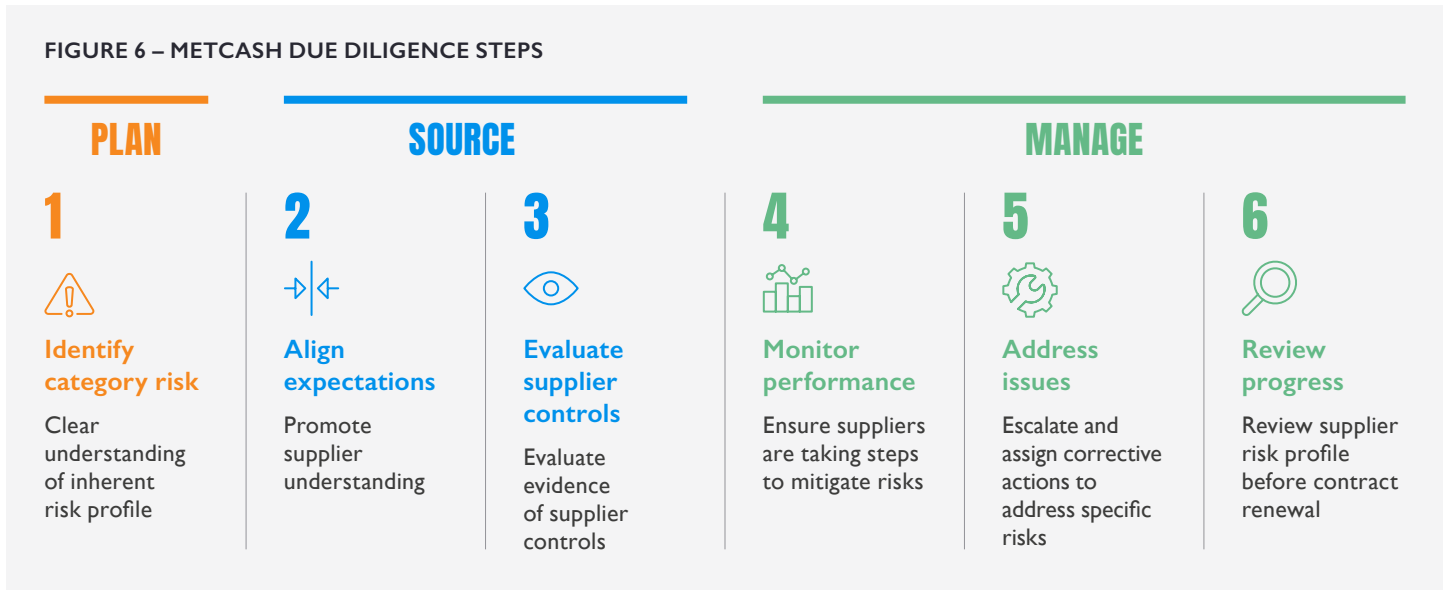 FIGURE 6 – METCASH DUE DILIGENCE STEPS
PLAN
SOURCE
MANAGE
1
Identify
category risk
Clear
understanding
of inherent
risk profile
2
Align
expectations
Promote
supplier
understanding
3
Evaluate
supplier
controls
Evaluate
evidence
of supplier
controls
4
Monitor
performance
Ensure suppliers
are taking steps
to mitigate risks
5
Address
issues
Escalate and
assign corrective
actions to
address specific
risks
6
Review
progress
Review supplier
risk profile
before contract
renewal